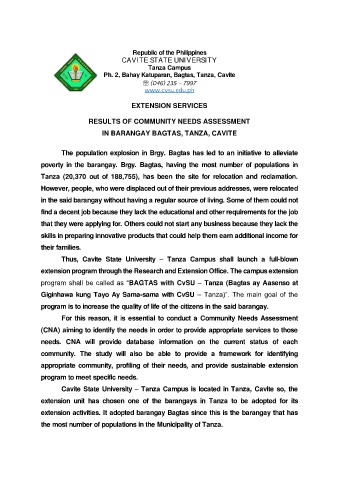 Republic of the Philippines
CAVITE STATE UNIVERSITY
Tanza Campus
Ph. 2, Bahay Katuparan, Bagtas, Tanza, Cavite
☏ (046) 235 – 7997
www.cvsu.edu.ph
EXTENSION SERVICES
RESULTS OF COMMUNITY NEEDS ASSESSMENT
IN BARANGAY BAGTAS, TANZA, CAVITE
The population explosion in Brgy. Bagtas has led to an initiative to alleviate
poverty in the barangay. Brgy. Bagtas, having the most number of populations in
Tanza (20,370 out of 188,755), has been the site for relocation and reclamation.
However, people, who were displaced out of their previous addresses, were relocated
in the said barangay without having a regular source of living. Some of them could not
find a decent job because they lack the educational and other requirements for the job
that they were applying for. Others could not start any business because they lack the
skills in preparing innovative products that could help them earn additional income for
their families.
Thus, Cavite State University – Tanza Campus shall launch a full-blown
extension program through the Research and Extension Office. The campus extension
program shall be called as “BAGTAS with CvSU – Tanza (Bagtas ay Aasenso at
Giginhawa kung Tayo Ay Sama-sama with CvSU – Tanza)”. The main goal of the
program is to increase the quality of life of the citizens in the said barangay.
For this reason, it is essential to conduct a Community Needs Assessment
(CNA) aiming to identify the needs in order to provide appropriate services to those
needs. CNA will provide database information on the current status of each
community. The study will also be able to provide a framework for identifying
appropriate community, profiling of their needs, and provide sustainable extension
program to meet specific needs.
Cavite State University – Tanza Campus is located in Tanza, Cavite so, the
extension unit has chosen one of the barangays in Tanza to be adopted for its
extension activities. It adopted barangay Bagtas since this is the barangay that has
the most number of populations in the Municipality of Tanza.